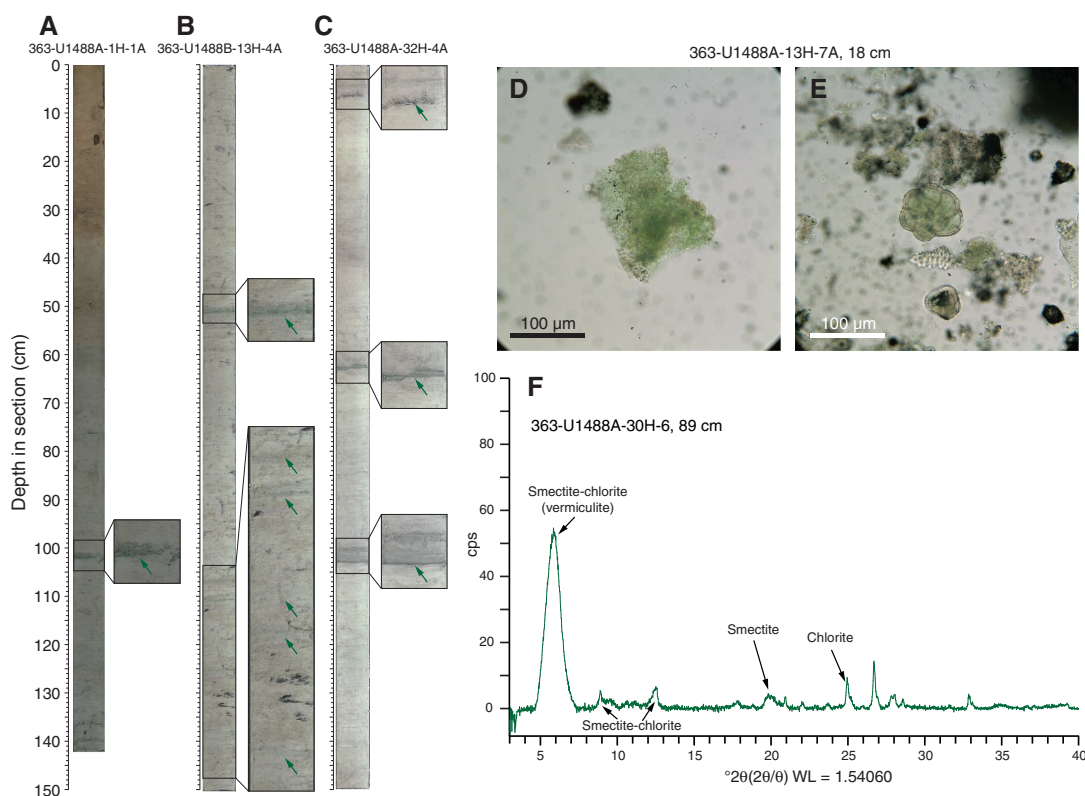 A
B
C
363-U1488A-1H-1A
363-U1488B-13H-4A
363-U1488A-32H-4A
Depth in section (cm)
0
10
20
30
40
50
60
70
80
90
100
110
120
130
140
150
363-U1488A-13H-7A, 18 cm
D
100 µm
E
100 µm
F
363-U1488A-30H-6, 89 cm
cps
100
80
60
40
20
0
Smectite-chlorite
(vermiculite)
Smectite
Chlorite
Smectite-chlorite
5
10
15
20
25
30
35
40
°2θ(2θ/θ) WL = 1.54060